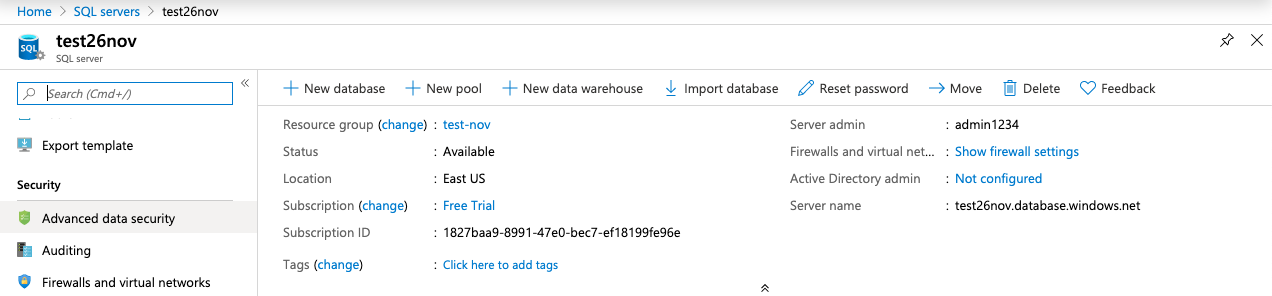 Home > SQL servers > test26nov
test26nov
SQL server
Search (Cmd+/)
Export template
Security
Advanced data security
Auditing
Firewalls and virtual networks
New database New pool New data warehouse Import database Reset password Move Delete Feedback
Resource group (change) : test-nov
Status : Available
Location : East US
Subscription (change) : Free Trial
Subscription ID : 1827baa9-8991-47e0-bec7-ef18199fe96e
Tags (change) : Click here to add tags
Server admin : admin1234
Firewalls and virtual net... : Show firewall settings
Active Directory admin : Not configured
Server name : test26nov.database.windows.net